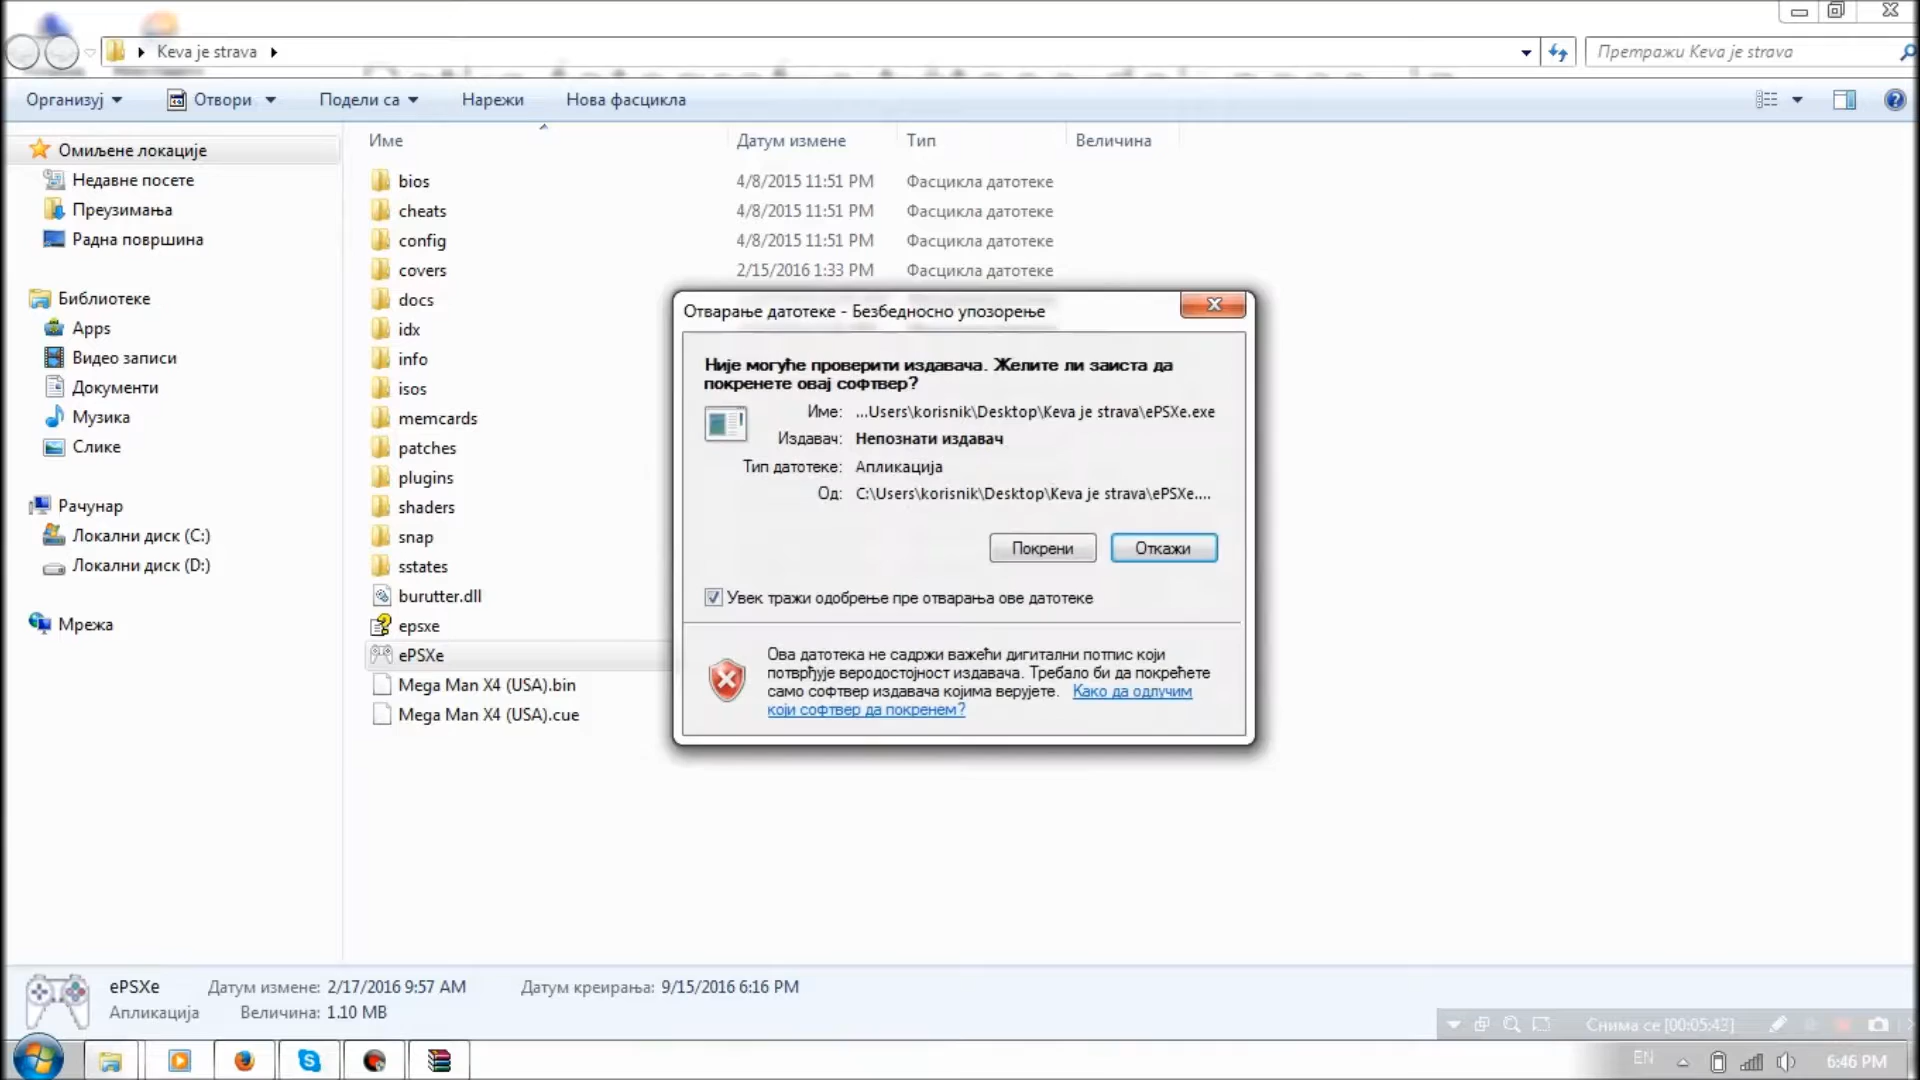 Keva je strava
Претражи Keva je strava
Организуј Отвори Подели са Нарежи Нова фасцикла
Име Датум измене Тип Величина
Омиљене локације
Недавне посете
Преузимања
Радна површина
Библиотеке
Apps
Видео записи
Документи
Музика
Слике
Рачунар
Локални диск (C:)
Локални диск (D:)
Мрежа
bios 4/8/2015 11:51 PM Фасцикла датотеке
cheats 4/8/2015 11:51 PM Фасцикла датотеке
config 4/8/2015 11:51 PM Фасцикла датотеке
covers 2/15/2016 1:33 PM Фасцикла датотеке
docs
idx
info
isos
memcards
patches
plugins
shaders
snap
sstates
burutter.dll
epsxe
ePSXe
Mega Man X4 (USA).bin
Mega Man X4 (USA).cue
Отварање датотеке - Безбедносно упозорење
Није могуће проверити издавача. Желите ли заиста да
покренете овај софтвер?
Име: ...Users\korisnik\Desktop\Keva je strava\ePSXe.exe
Издавач: Непознати издавач
Тип датотеке: Апликација
Од: C:\Users\korisnik\Desktop\Keva je strava\ePSXe....
Покрени Откажи
Увек тражи одобрење пре отварања ове датотеке
Ова датотека не садржи важећи дигитални потпис који
потврђује веродостојност издавача. Требало би да покрећете
само софтвер издавача којима верујете. Како да одлучим
који софтвер да покренем?
ePSXe Датум измене: 2/17/2016 9:57 AM Датум креирања: 9/15/2016 6:16 PM
Апликација Величина: 1.10 MB
Снима се [00:05:43]
EN 6:46 PM